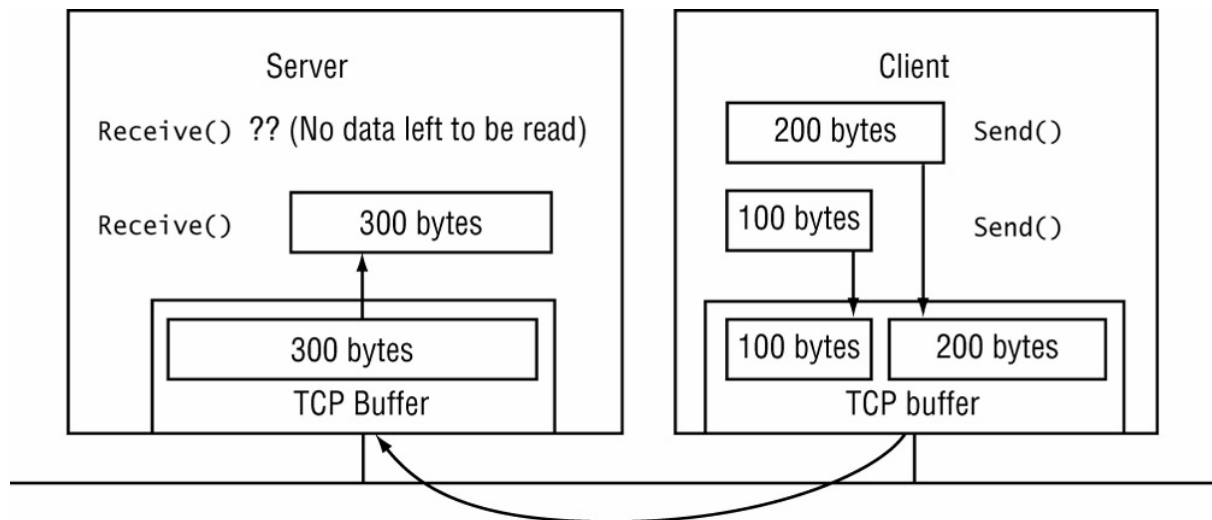 Server
Receive() ?? (No data left to be read)
Receive() 300 bytes
300 bytes
TCP Buffer
Client
200 bytes Send()
100 bytes Send()
100 bytes 200 bytes
TCP buffer